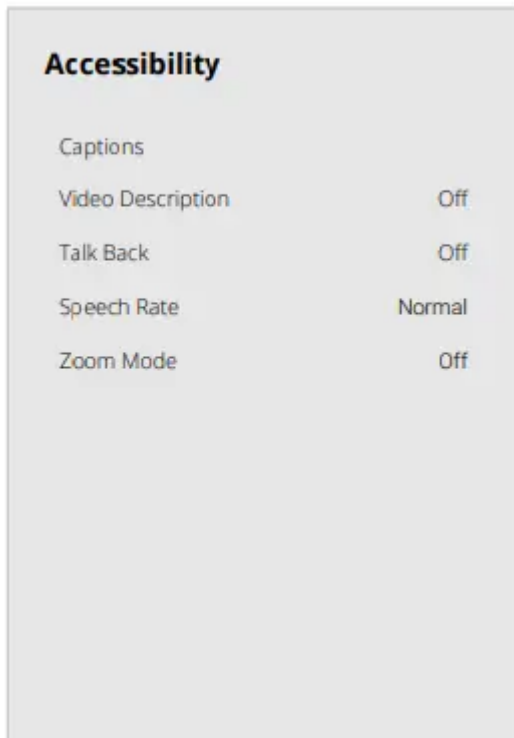 Accessibility
Captions
Video Description Off
Talk Back Off
Speech Rate Normal
Zoom Mode Off